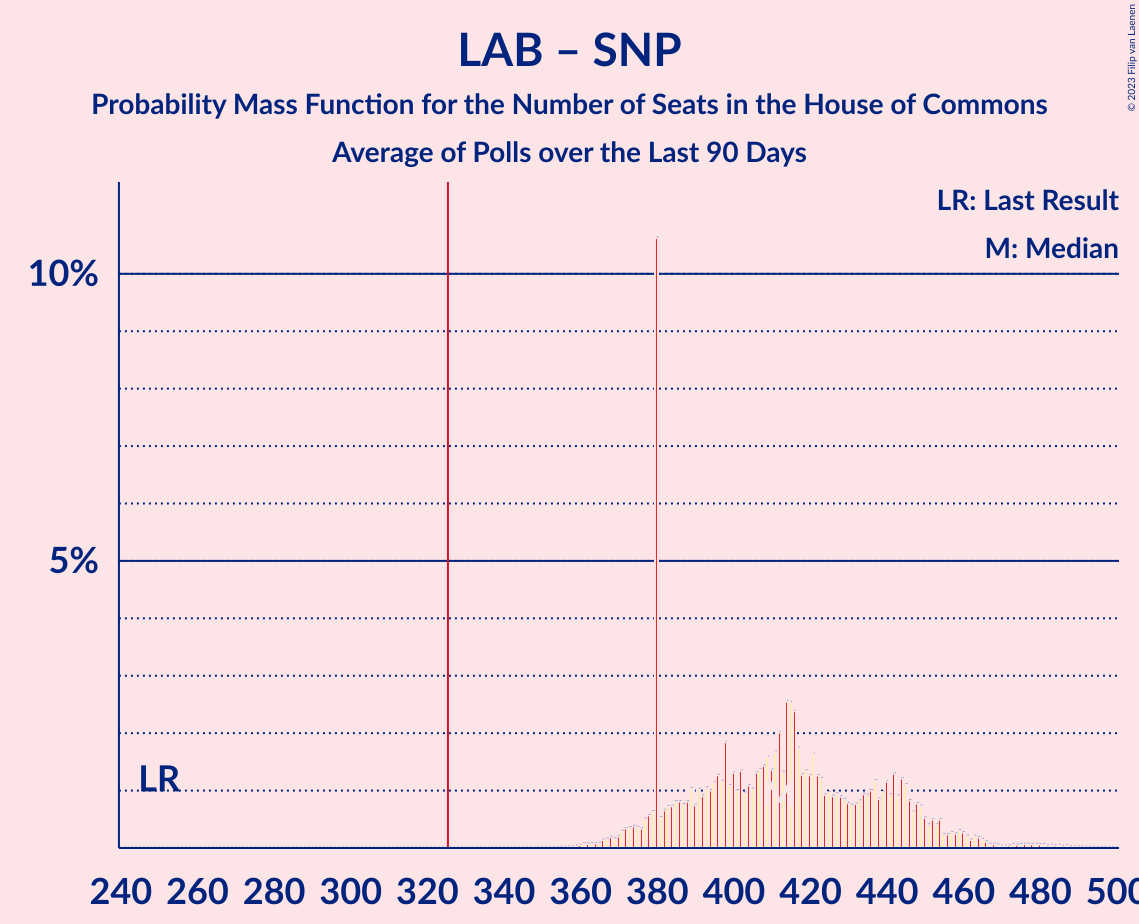 LAB – SNP
Probability Mass Function for the Number of Seats in the House of Commons
Average of Polls over the Last 90 Days
© 2023 Filip van Laenen
LR: Last Result
M: Median
10%
5%
LR
240 260 280 300 320 340 360 380 400 420 440 460 480 500